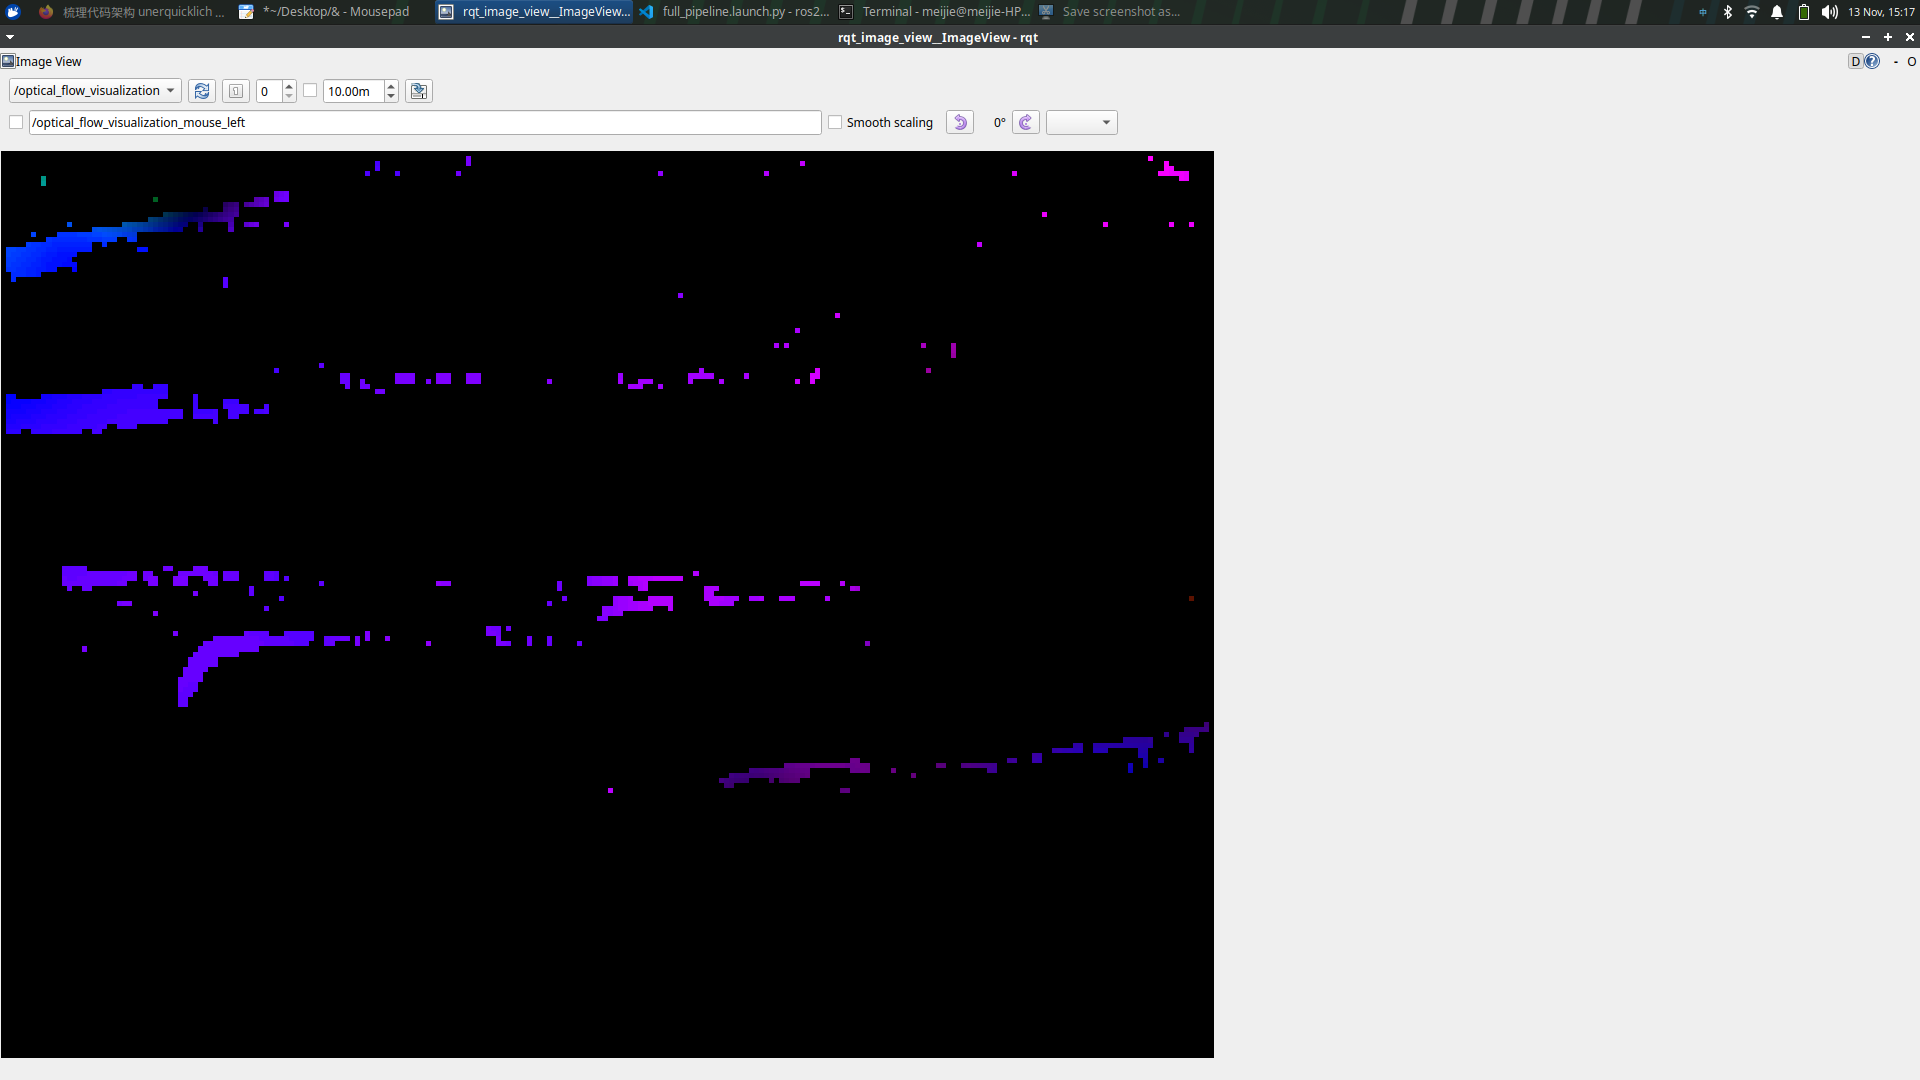 梳理代码架构 unerquicklich ... *~/Desktop/& - Mousepad rqt_image_view__ImageView... full_pipeline.launch.py - ros2... Terminal - meijie@meijie-HP... Save screenshot as... 中 13 Nov, 15:17
rqt_image_view__ImageView - rqt
Image View D ? - O
/optical_flow_visualization 0 10.00m
/optical_flow_visualization_mouse_left Smooth scaling 0°